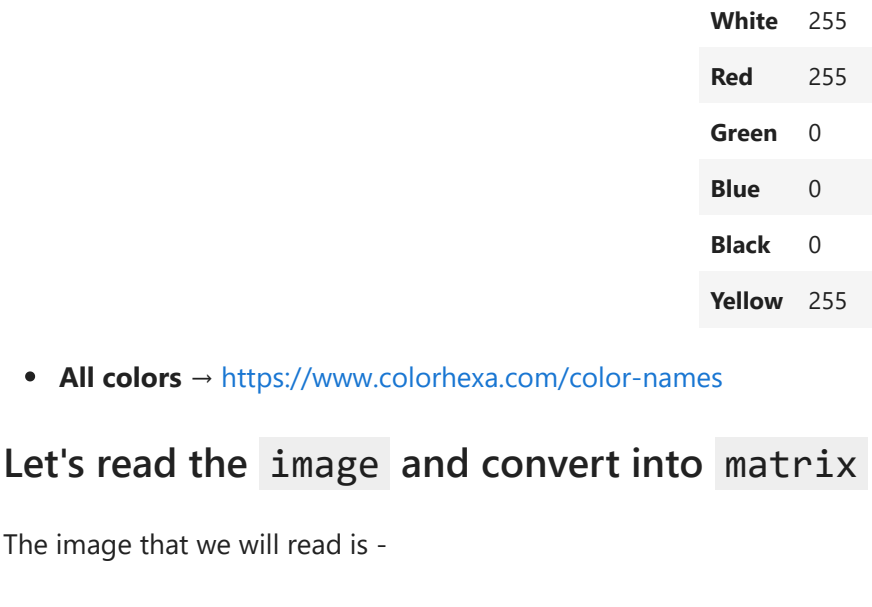 White 255
Red 255
Green 0
Blue 0
Black 0
Yellow 255
• All colors → https://www.colorhexa.com/color-names
Let's read the image and convert into matrix
The image that we will read is -